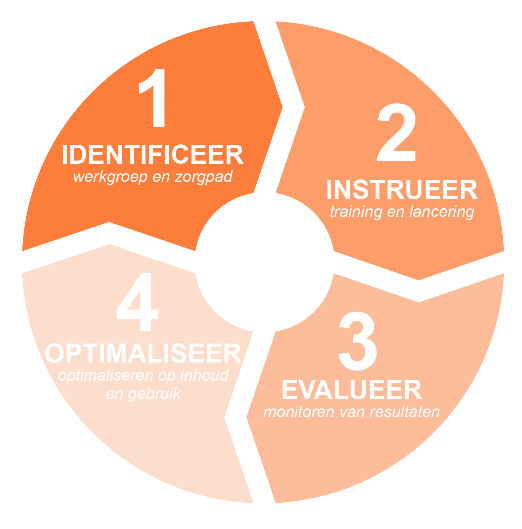 1
IDENTIFICEER
werkgroep en zorgpad
2
INSTRUEER
training en lancering
3
EVALUEER
monitoren van resultaten
4
OPTIMALISEER
optimaliseren op inhoud
en gebruik